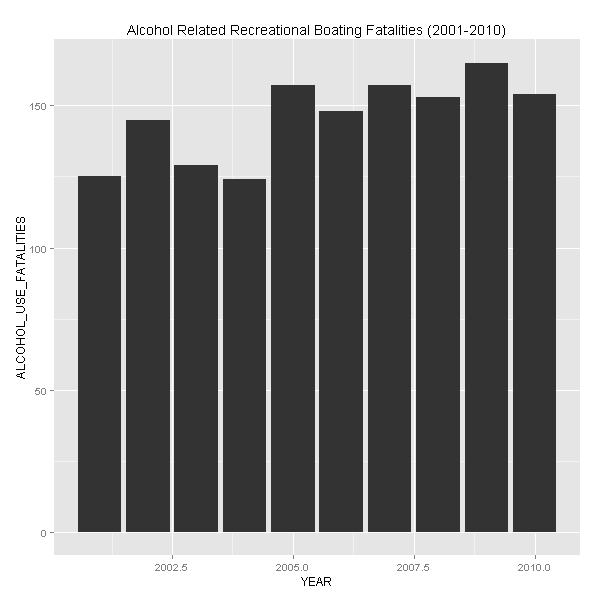 Alcohol Related Recreational Boating Fatalities (2001-2010)
ALCOHOL_USE_FATALITIES
150
100
50
0
2002.5 2005.0 2007.5 2010.0
YEAR